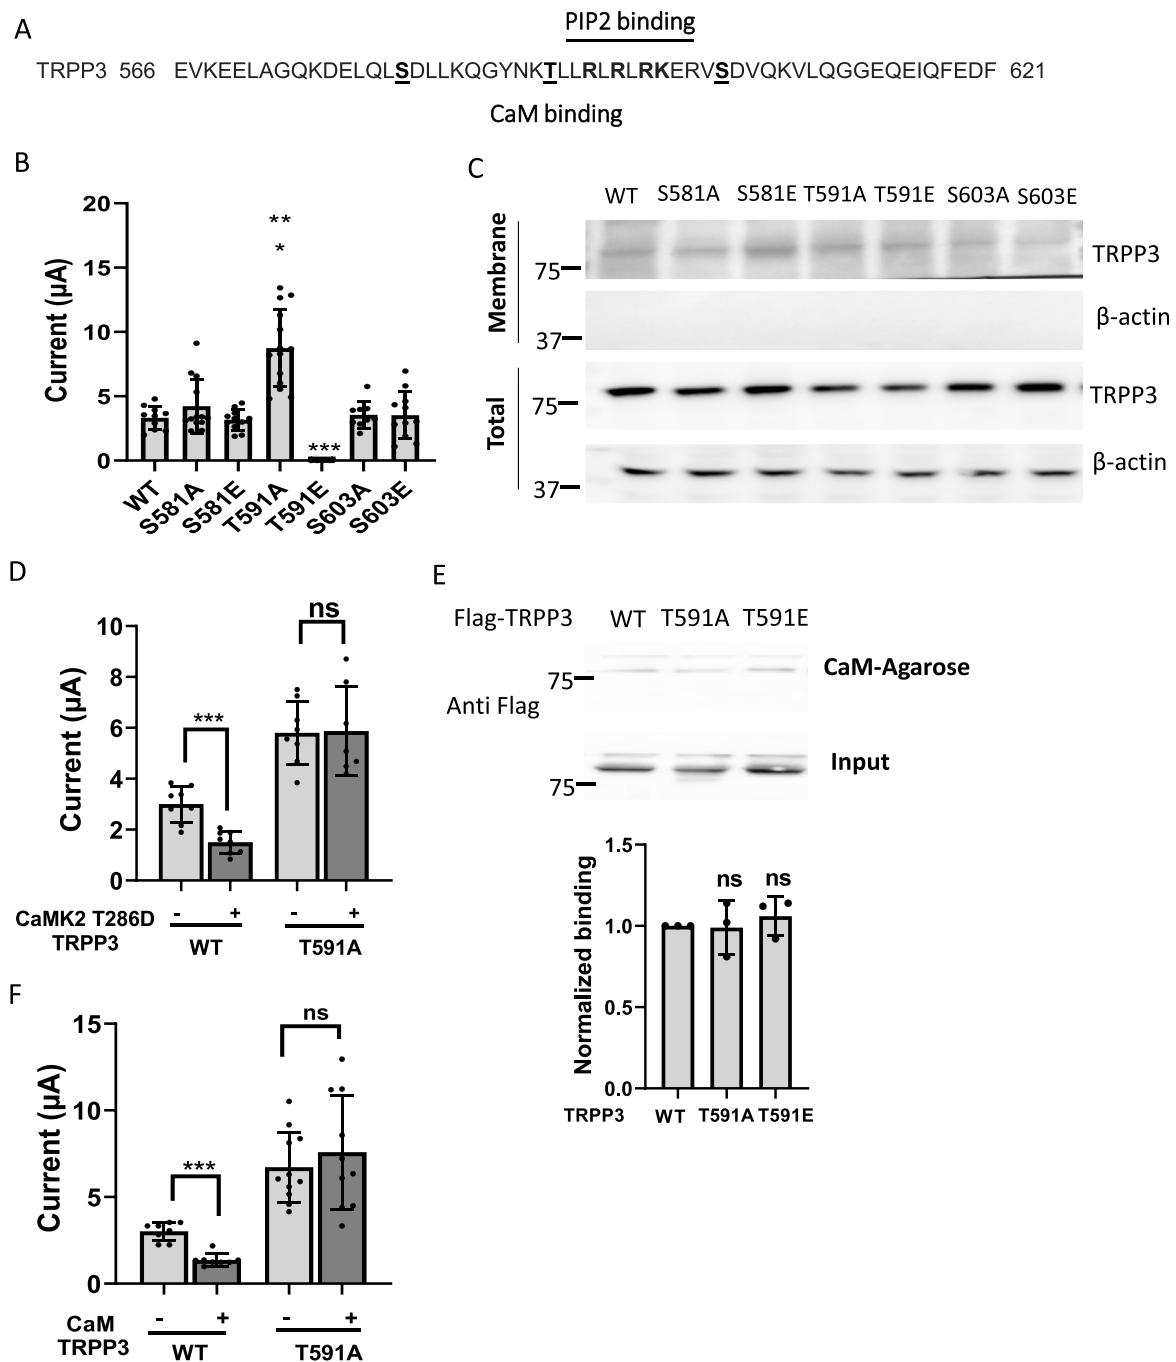 A
PIP2 binding
TRPP3 566 EVKEELAGQKDELQLSDLLKQGYNKTLLRLRLRKERVSDVQKVLQGGEQEIQFEDF 621
CaM binding
B
Current (μA)
20
15
10
5
0
**
*
***
WT
S581A
S581E
T591A
T591E
S603A
S603E
C
WT S581A S581E T591A T591E S603A S603E
Membrane
75
TRPP3
37
β-actin
Total
75
TRPP3
37
β-actin
D
Current (μA)
10
8
6
4
2
0
***
ns
CaMK2 T286D - + - +
TRPP3 WT T591A
E
Flag-TRPP3 WT T591A T591E
75
CaM-Agarose
Anti Flag
75
Input
Normalized binding
1.5
1.0
0.5
0.0
ns ns
TRPP3 WT T591A T591E
F
Current (μA)
15
10
5
0
***
ns
CaM - + - +
TRPP3 WT T591A